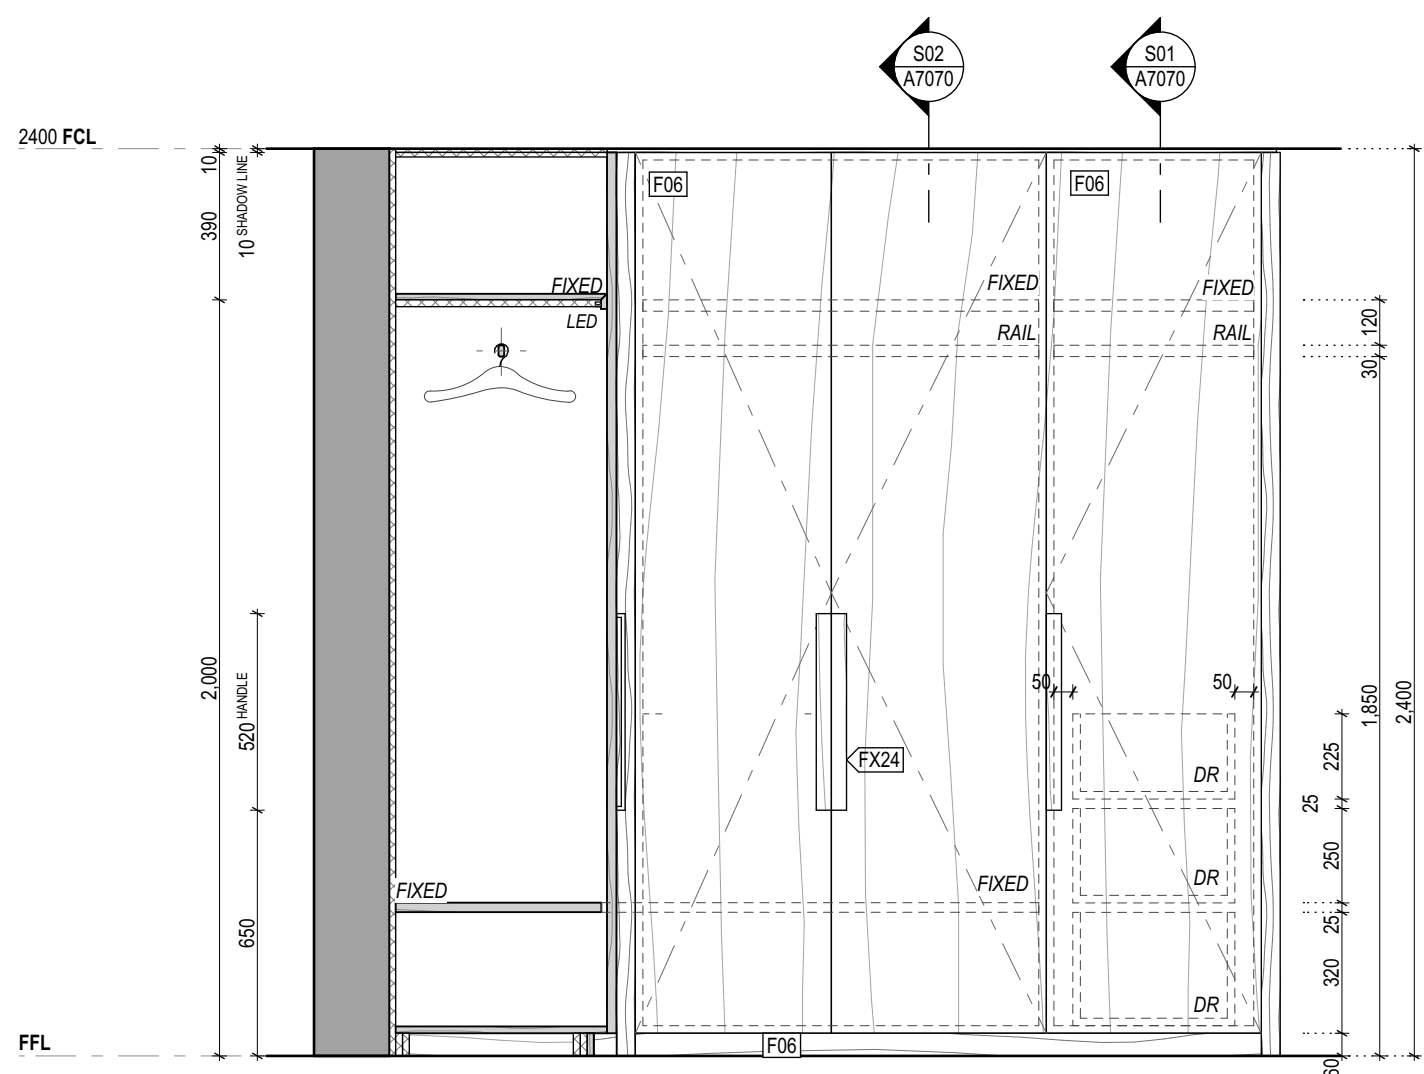 S02
A7070
S01
A7070
2400 FCL
10
390
10 SHADOW LINE
F06
F06
FIXED
LED
FIXED
RAIL
FIXED
RAIL
120
30
2,000
520 HANDLE
650
50
50
FX24
DR
DR
DR
225
25
250
25
320
60
1,850
2,400
FIXED
FIXED
FFL
F06